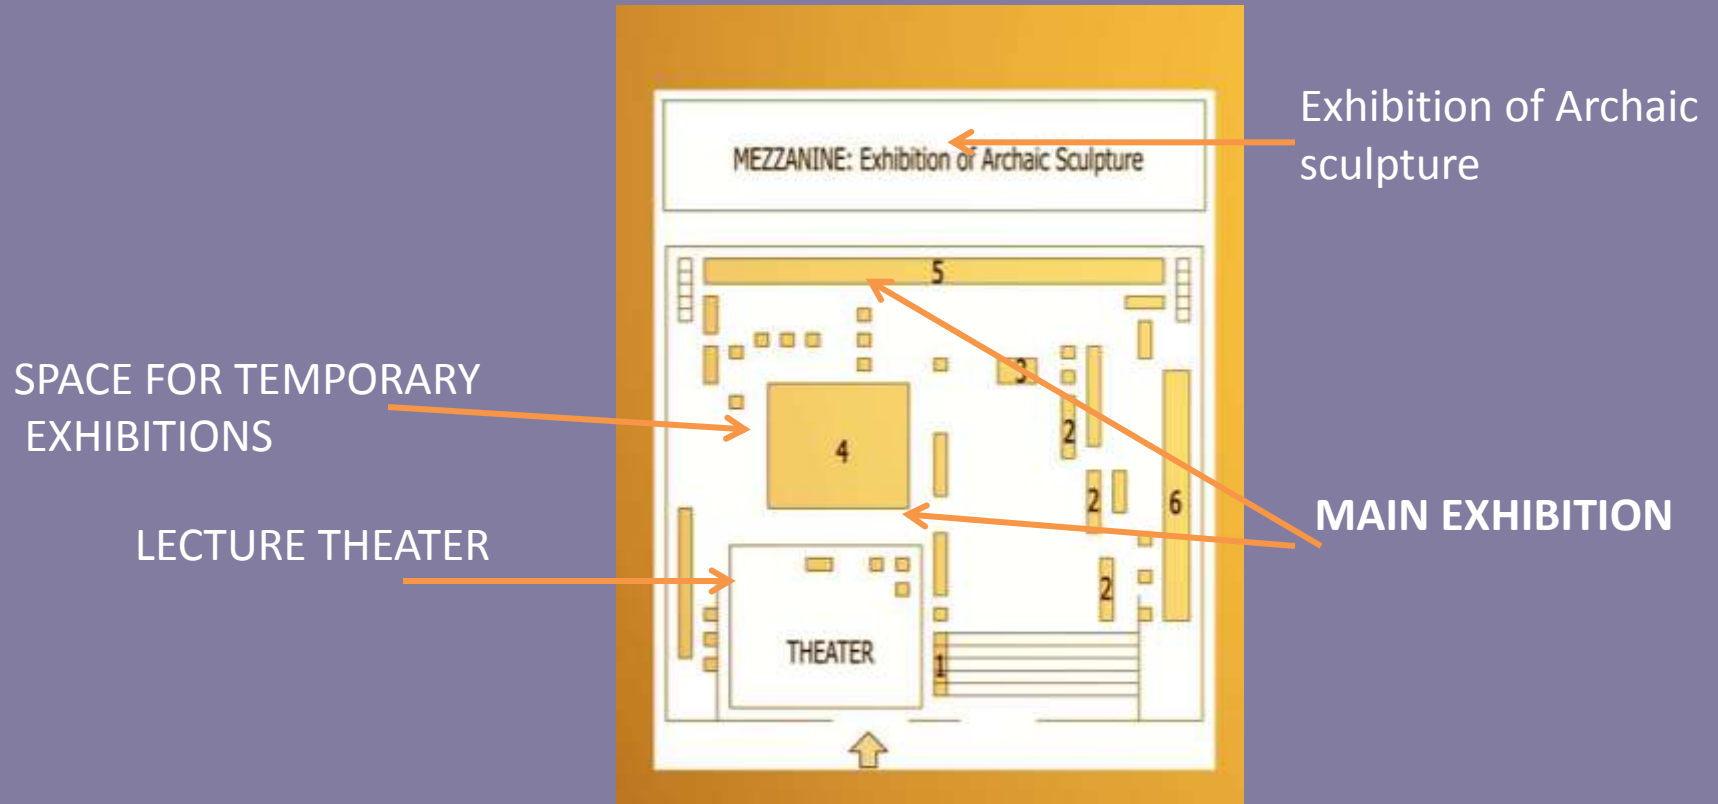 Exhibition of Archaic
sculpture
MEZZANINE: Exhibition of Archaic Sculpture
5
3
SPACE FOR TEMPORARY
EXHIBITIONS
2
4
2
6
MAIN EXHIBITION
LECTURE THEATER
2
THEATER
1